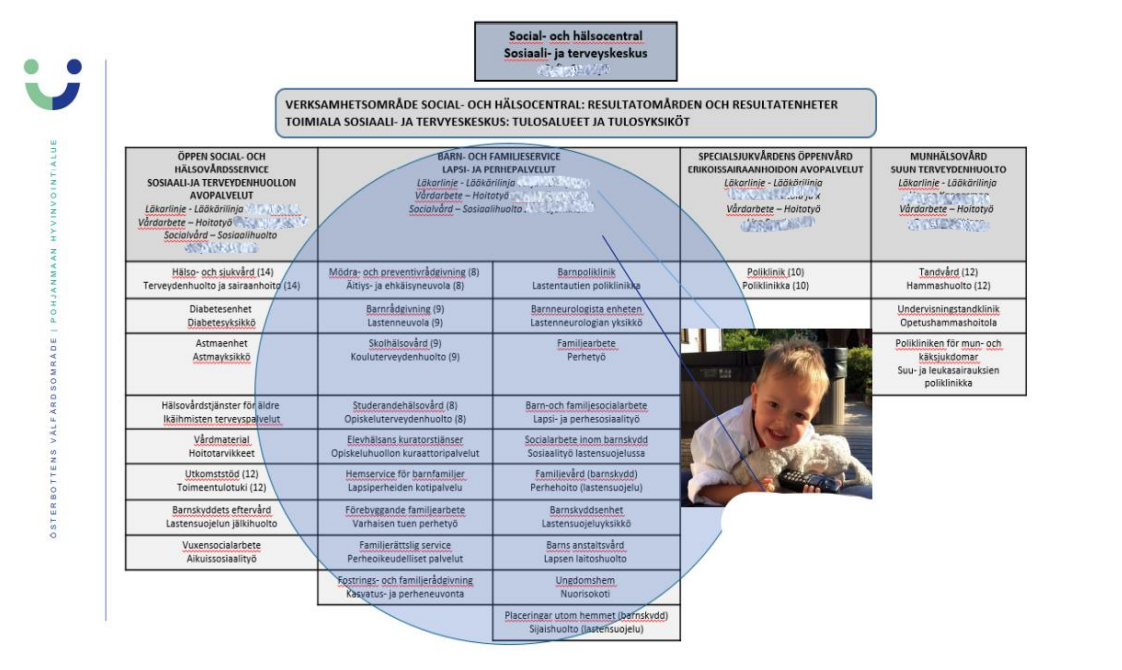 ÖSTERBOTTENS VÄLFÄRDSOMRÅDE | POHJANMAAN HYVINVOINTIALUE
Social- och hälsocentral
Sosiaali- ja terveyskeskus
VERKSAMHETSOMRÅDE SOCIAL- OCH HÄLSOCENTRAL: RESULTATOMÅRDEN OCH RESULTATENHETER
TOIMIALA SOSIAALI- JA TERVYESKESKUS: TULOSALUEET JA TULOSYKSIKÖT
ÖPPEN SOCIAL- OCH
HÄLSOVÅRDSSERVICE
SOSIAALI-JA TERVEYDENHUOLLON
AVOPALVELUT
Läkarlinje - Lääkärilinja
Vårdarbete – Hoitotyö
Socialvård – Sosiaalihuolto
BARN- OCH FAMILJESERVICE
LAPSI- JA PERHEPALVELUT
Läkarlinje - Lääkärilinja
Vårdarbete – Hoitotyö
Socialvård - Sosiaalihuolto
SPECIALSJUKVÅRDENS ÖPPENVÅRD
ERIKOISSAIRAANHOIDON AVOPALVELUT
Läkarlinje - Lääkärilinja
Vårdarbete – Hoitotyö
MUNHÄLSOVÅRD
SUUN TERVEYDENHUOLTO
Läkarlinje - Lääkärilinja
Vårdarbete – Hoitotyö
Hälso- och sjukvård (14)
Terveydenhuolto ja sairaanhoito (14)
Mödra- och preventivrådgivning (8)
Äitiys- ja ehkäisyneuvola (8)
Barnpoliklinik
Lastentautien poliklinikka
Poliklinik (10)
Poliklinikka (10)
Tandvård (12)
Hammashuolto (12)
Diabetesenhet
Diabetesyksikkö
Barnrådgivning (9)
Lastenneuvola (9)
Barnneurologista enheten
Lastenneurologian yksikkö
Undervisningstandklinik
Opetushammashoitola
Astmaenhet
Astmayksikkö
Skolhälsovård (9)
Kouluterveydenhuolto (9)
Familjearbete
Perhetyö
Polikliniken för mun- och
käksjukdomar
Suu- ja leukasairauksien
poliklinikka
Hälsovårdstjänster för äldre
Ikäihmisten terveyspalvelut
Studerandehälsovård (8)
Opiskeluterveydenhuolto (8)
Barn-och familjesocialarbete
Lapsi- ja perhesosiaalityö
Vårdmaterial
Hoitotarvikkeet
Elevhälsans kuratorstjänser
Opiskeluhuollon kuraattoripalvelut
Socialarbete inom barnskydd
Sosiaalityö lastensuojelussa
Utkomststöd (12)
Toimeentulotuki (12)
Hemservice för barnfamiljer
Lapsiperheiden kotipalvelu
Familjevård (barnskydd)
Perhehoito (lastensuojelu)
Barnskyddets eftervård
Lastensuojelun jälkihuolto
Förebyggande familjearbete
Varhaisen tuen perhetyö
Barnskyddsenhet
Lastensuojeluyksikkö
Vuxensocialarbete
Aikuissosiaalityö
Familjerättslig service
Perheoikeudelliset palvelut
Barns anstaltsvård
Lapsen laitoshuolto
Fostrings- och familjerådgivning
Kasvatus- ja perheneuvonta
Ungdomshem
Nuorisokoti
Placeringar utom hemmet (barnskydd)
Sijaishuolto (lastensuojelu)